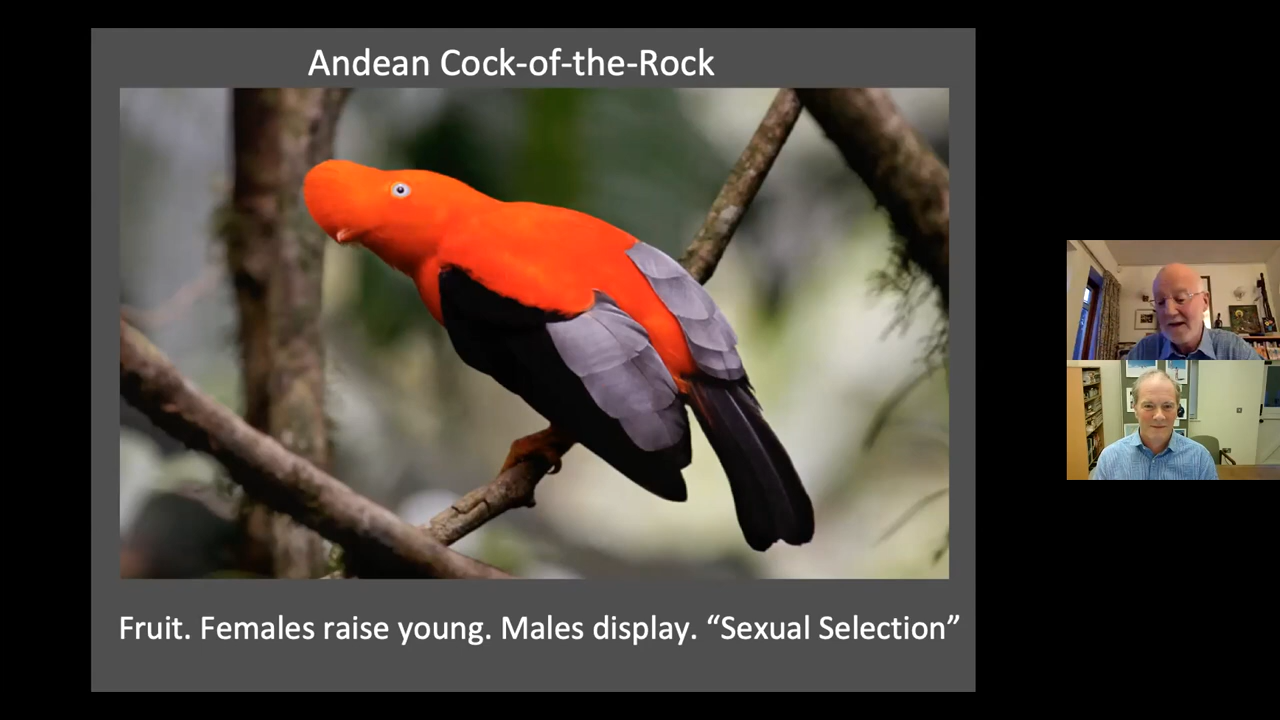 Andean Cock-of-the-Rock
Fruit. Females raise young. Males display. “Sexual Selection”